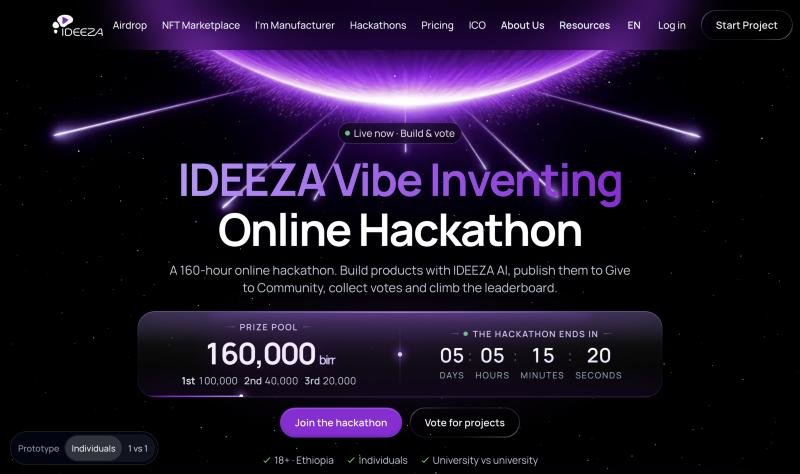 IDEEZA Airdrop NFT Marketplace I'm Manufacturer Hackathons Pricing ICO About Us Resources EN Log in Start Project
Live now · Build & vote
IDEEZA Vibe Inventing
Online Hackathon
A 160-hour online hackathon. Build products with IDEEZA AI, publish them to Give
to Community, collect votes and climb the leaderboard.
PRIZE POOL
160,000 birr
1st 100,000 2nd 40,000 3rd 20,000
THE HACKATHON ENDS IN
05 : 05 : 15 : 20
DAYS HOURS MINUTES SECONDS
Join the hackathon Vote for projects
Prototype Individuals 1 vs 1
✓ 18+ · Ethiopia ✓ Individuals ✓ University vs university